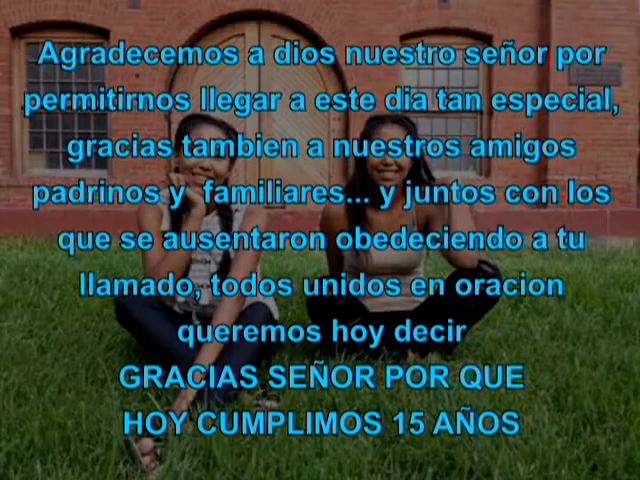 Agradecemos a dios nuestro señor por
permitirnos llegar a este dia tan especial,
gracias tambien a nuestros amigos
padrinos y familiares... y juntos con los
que se ausentaron obedeciendo a tu
llamado, todos unidos en oracion
queremos hoy decir
GRACIAS SEÑOR POR QUE
HOY CUMPLIMOS 15 AÑOS